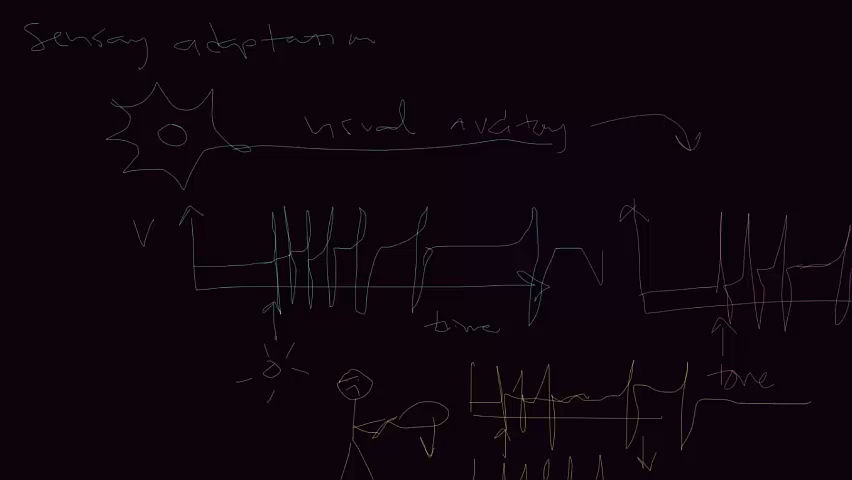 Sensory adaptation
visual auditory
V
time
tone